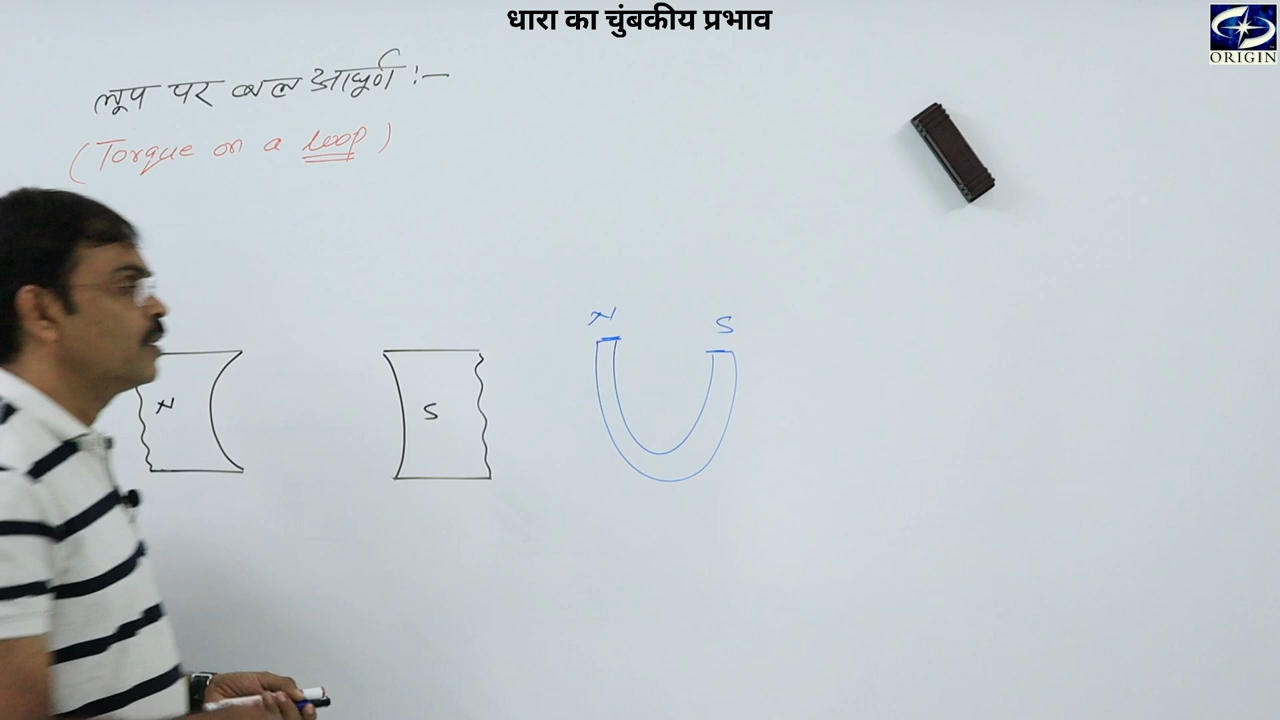 धारा का चुंबकीय प्रभाव
ORIGIN
लूप पर बल आघूर्ण :-
(Torque on a loop)
N S
N S